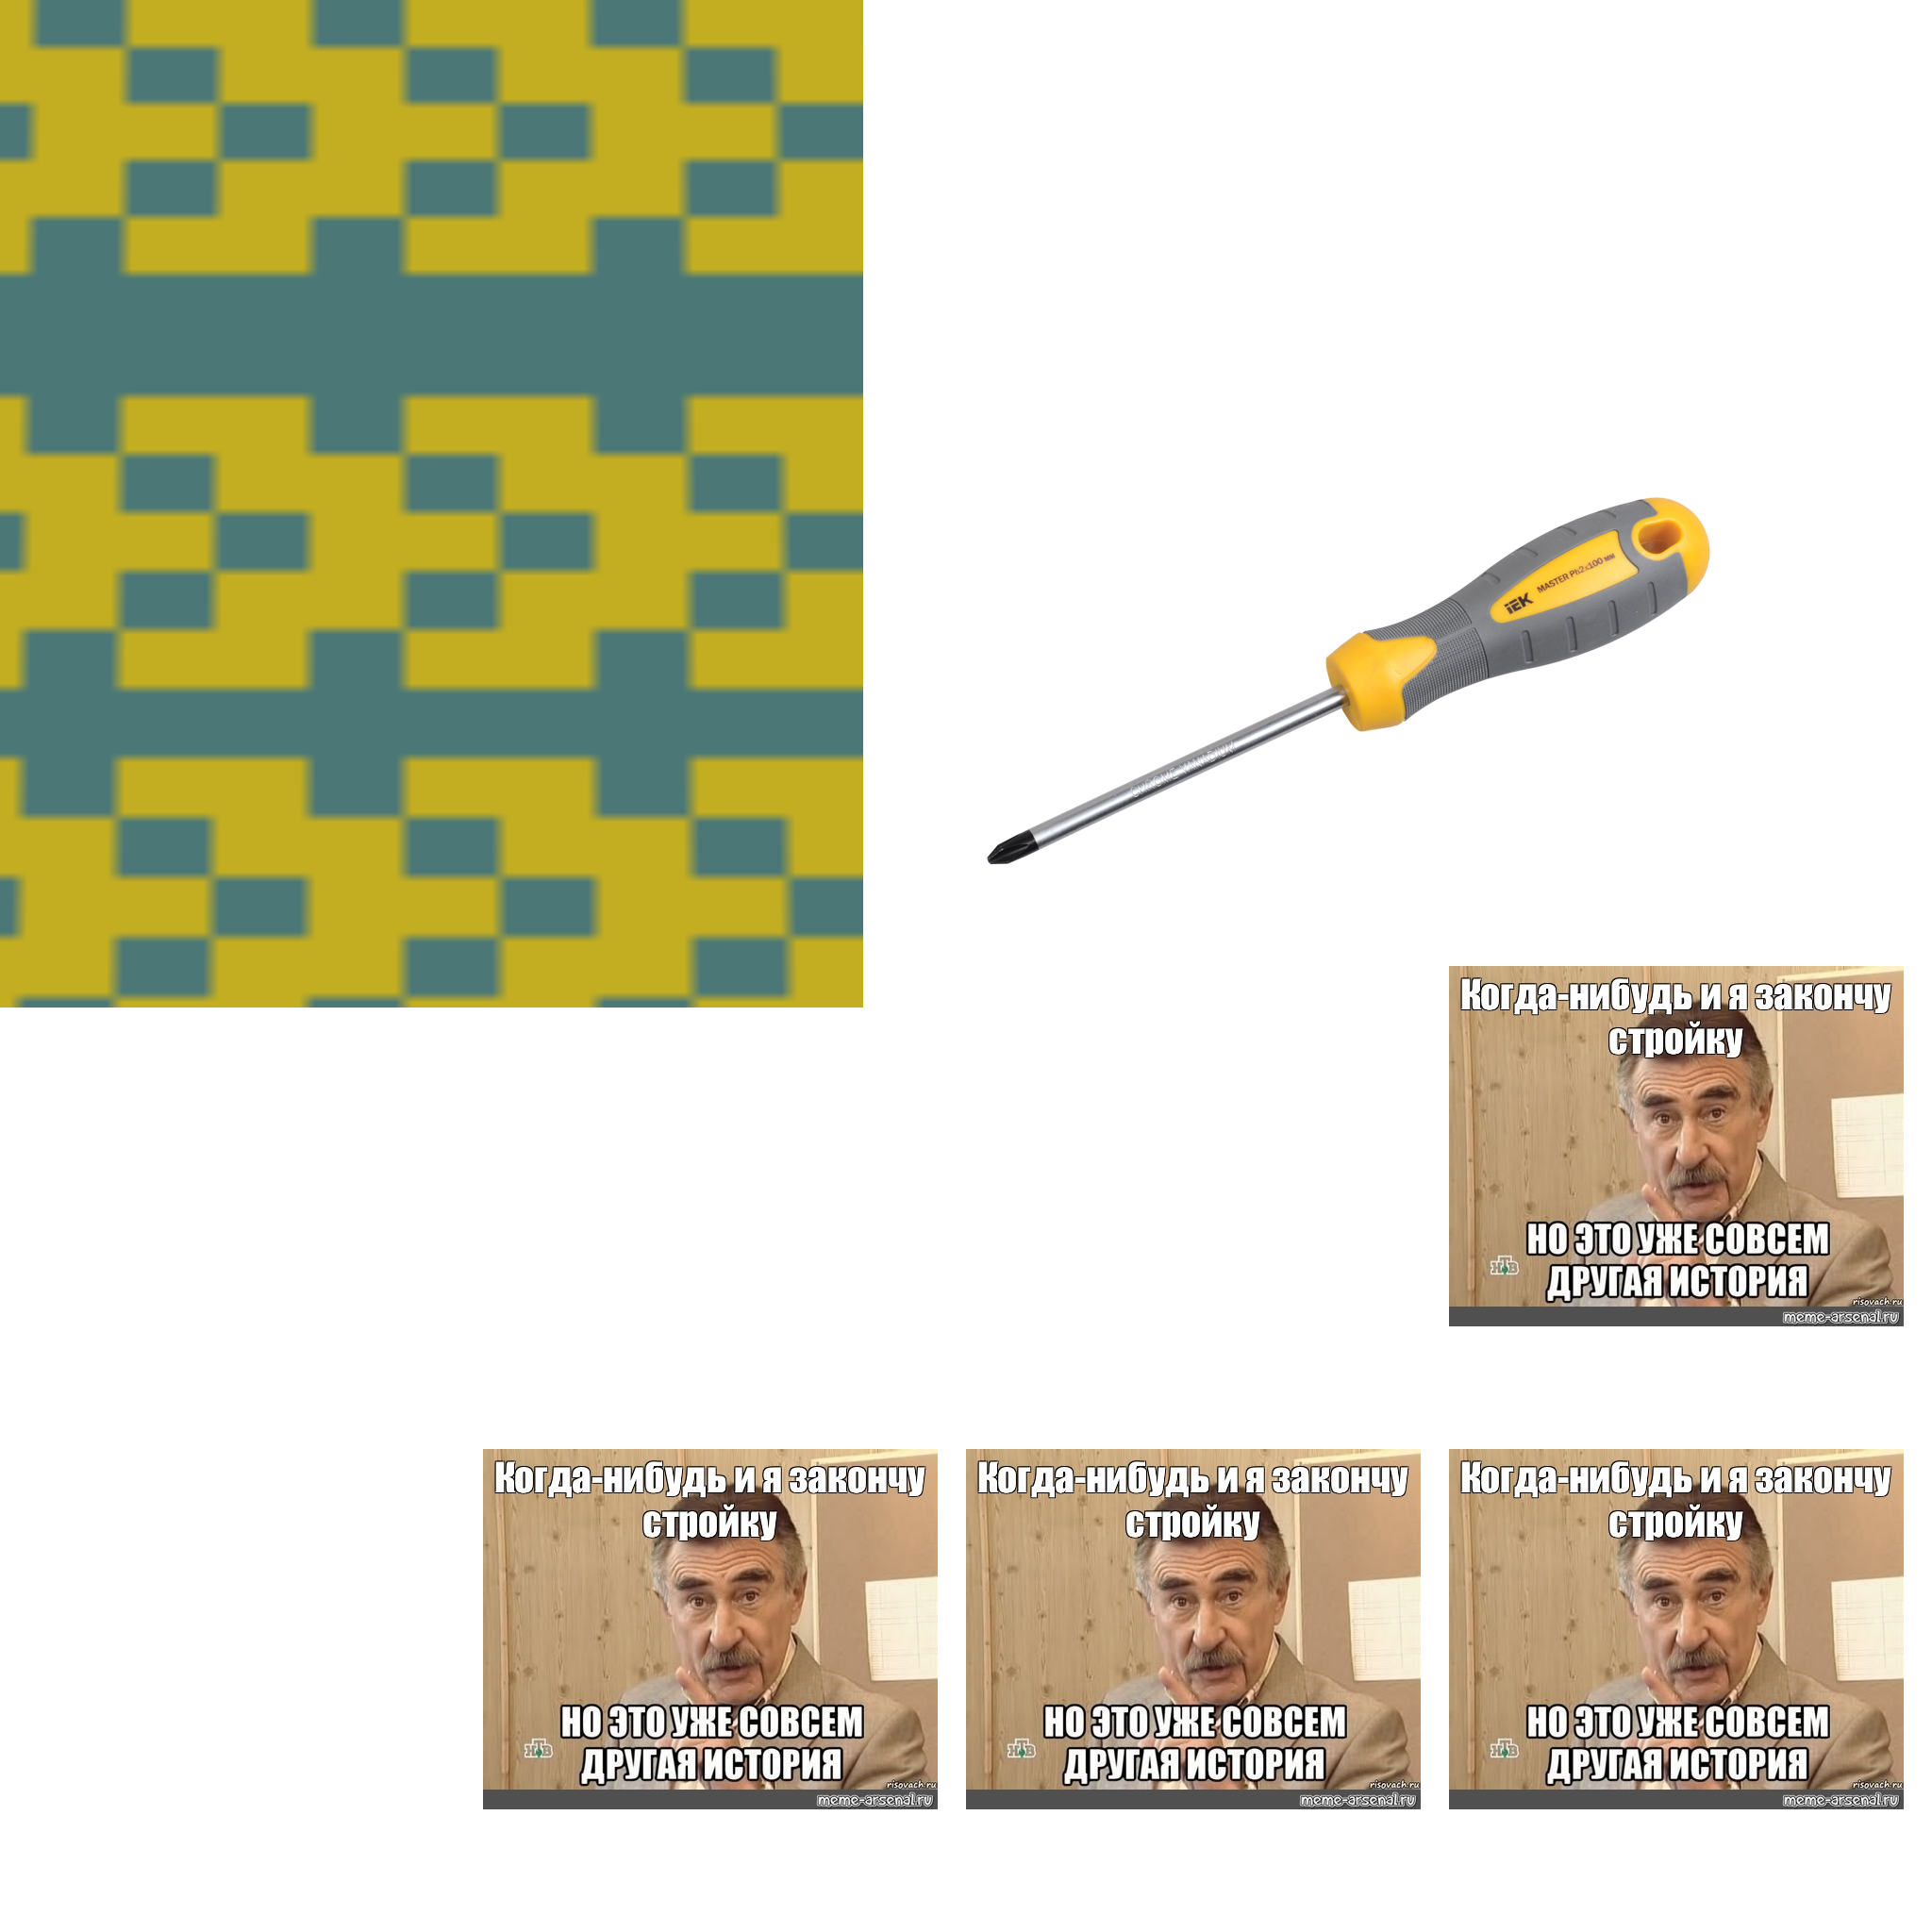 IEK MASTER Ph2x100 мм
CHROME VANADIUM
Когда-нибудь и я закончу
стройку
НО ЭТО УЖЕ СОВСЕМ
ДРУГАЯ ИСТОРИЯ
НТВ
risovach.ru
meme-arsenal.ru
Когда-нибудь и я закончу
стройку
НО ЭТО УЖЕ СОВСЕМ
ДРУГАЯ ИСТОРИЯ
НТВ
risovach.ru
meme-arsenal.ru
Когда-нибудь и я закончу
стройку
НО ЭТО УЖЕ СОВСЕМ
ДРУГАЯ ИСТОРИЯ
НТВ
risovach.ru
meme-arsenal.ru
Когда-нибудь и я закончу
стройку
НО ЭТО УЖЕ СОВСЕМ
ДРУГАЯ ИСТОРИЯ
НТВ
risovach.ru
meme-arsenal.ru